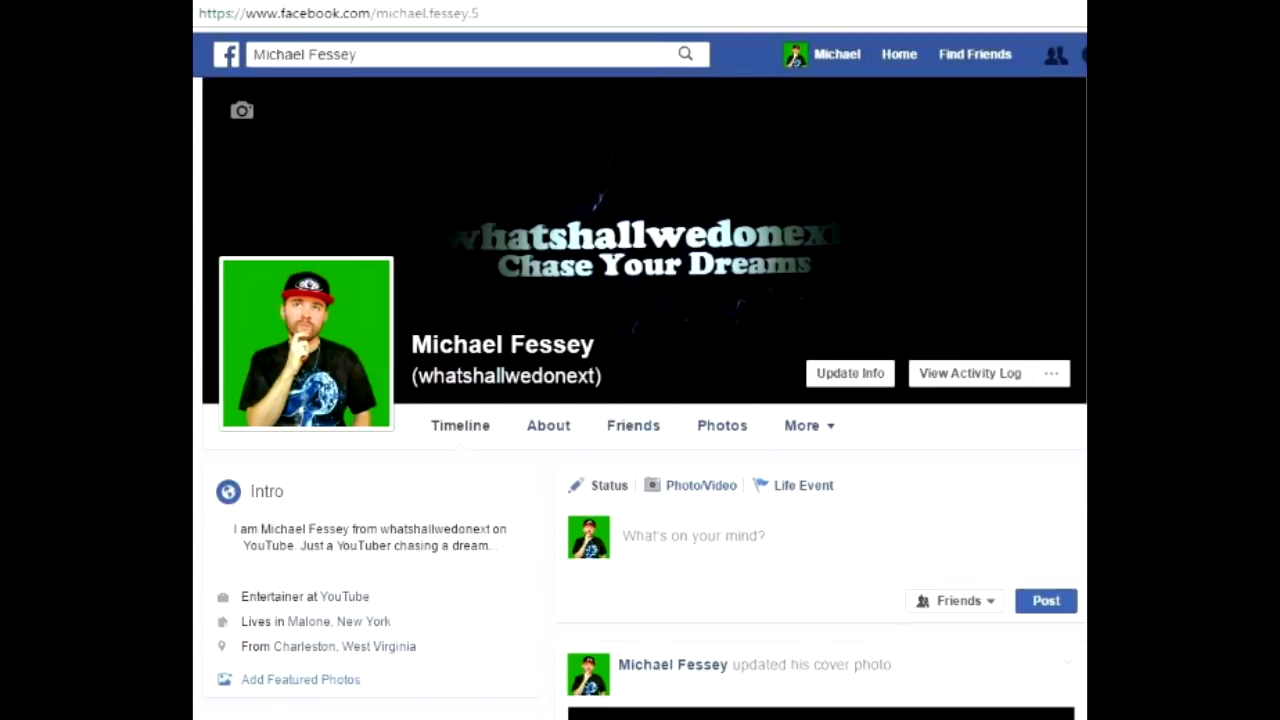 https://www.facebook.com/michael.fessey.5
f Michael Fessey Michael Home Find Friends
whatshallwedonext
Chase Your Dreams
Michael Fessey
(whatshallwedonext)
Update Info View Activity Log ...
Timeline About Friends Photos More
Intro
I am Michael Fessey from whatshallwedonext on
YouTube. Just a YouTuber chasing a dream...
Entertainer at YouTube
Lives in Malone, New York
From Charleston, West Virginia
Add Featured Photos
Status Photo/Video Life Event
What's on your mind?
Friends Post
Michael Fessey updated his cover photo